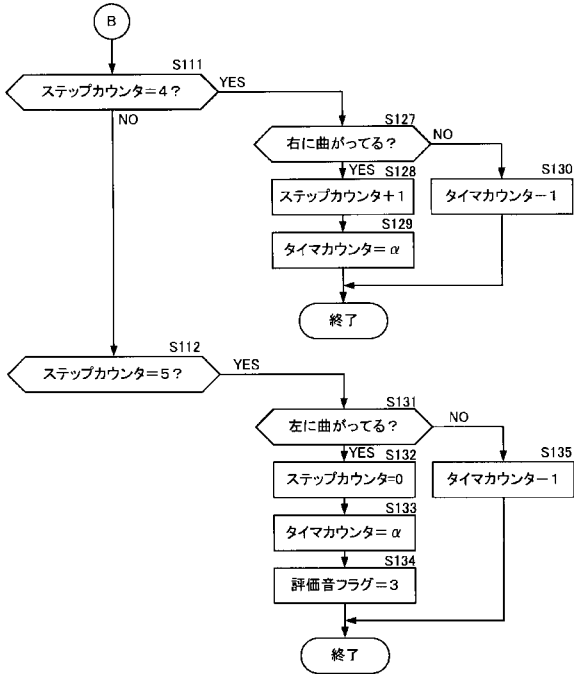 B
S111
ステップカウンタ=4?
YES
NO
S127
右に曲がってる?
NO
YES
S128
ステップカウンタ+1
S130
タイマカウンター1
S129
タイマカウンタ=α
終了
S112
ステップカウンタ=5?
YES
S131
左に曲がってる?
NO
YES
S132
ステップカウンタ=0
S135
タイマカウンター1
S133
タイマカウンタ=α
S134
評価音フラグ=3
終了